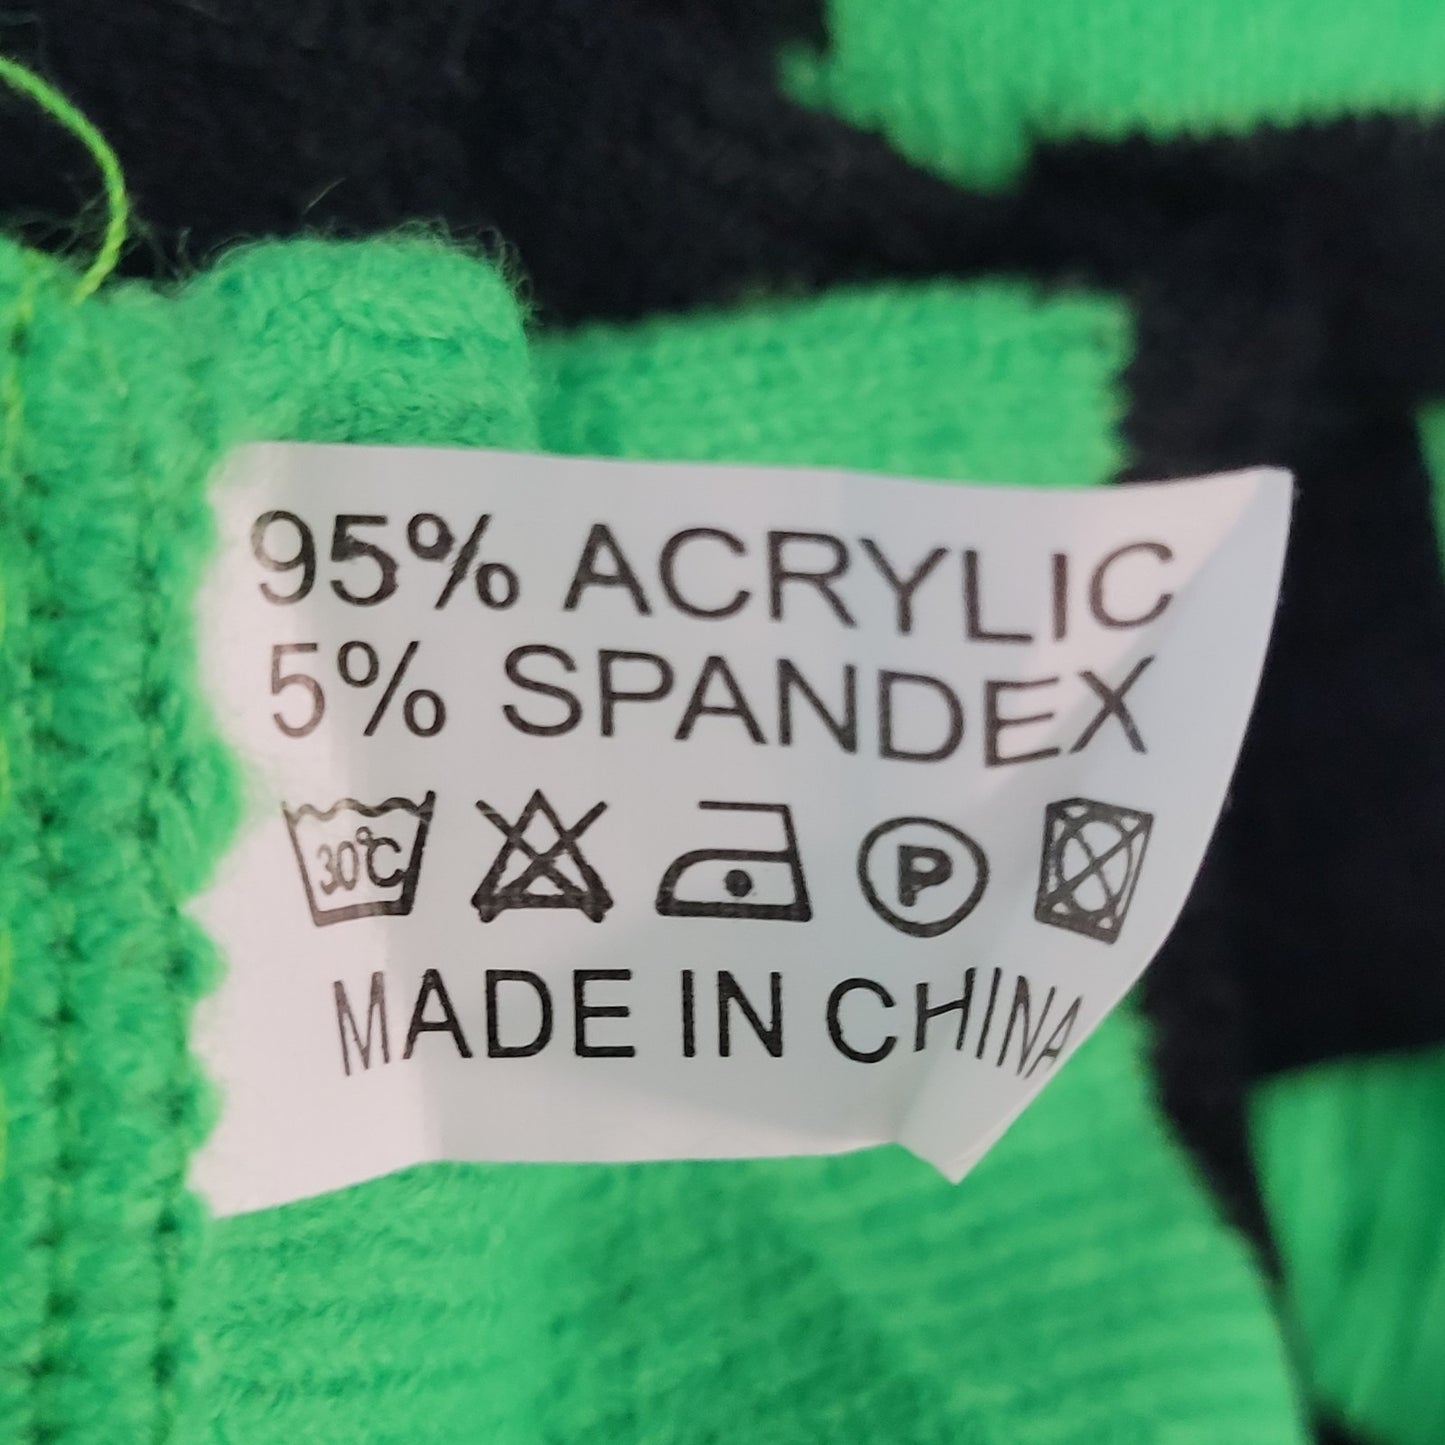 95% ACRYLIC
5% SPANDEX
30℃ P
MADE IN CHINA